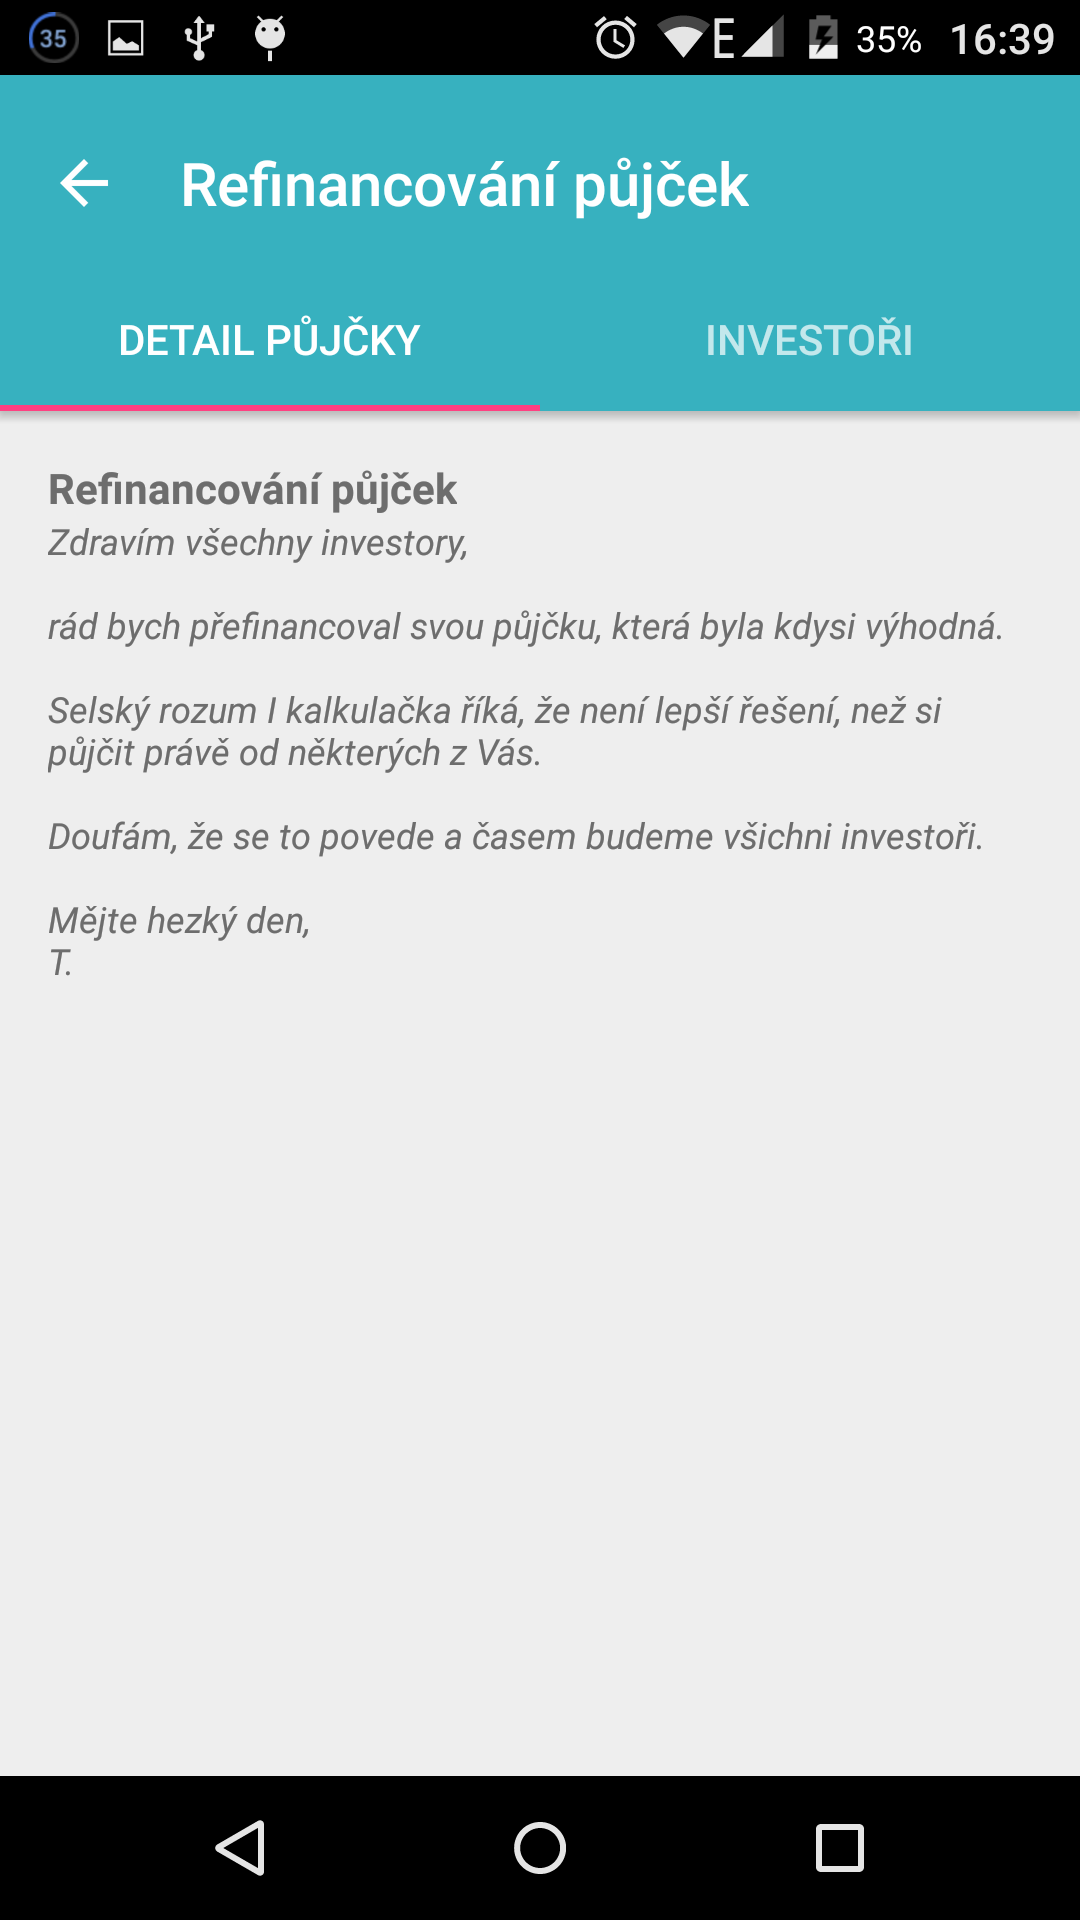 35
E
35%
16:39
Refinancování půjček
DETAIL PŮJČKY
INVESTOŘI
Refinancování půjček
Zdravím všechny investory,
rád bych přefinancoval svou půjčku, která byla kdysi výhodná.
Selský rozum I kalkulačka říká, že není lepší řešení, než si
půjčit právě od některých z Vás.
Doufám, že se to povede a časem budeme všichni investoři.
Mějte hezký den,
T.